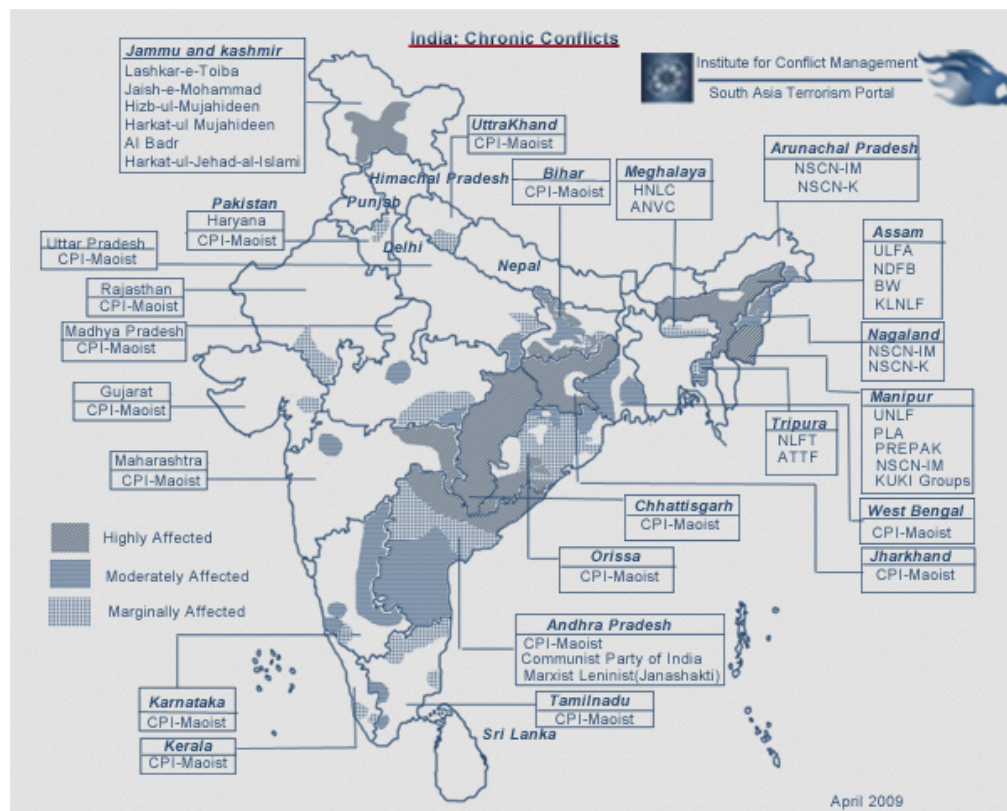 India: Chronic Conflicts
Institute for Conflict Management
South Asia Terrorism Portal
Jammu and kashmir
Lashkar-e-Toiba
Jaish-e-Mohammad
Hizb-ul-Mujahideen
Harkat-ul Mujahideen
Al Badr
Harkat-ul-Jehad-al-Islami
UttraKhand
CPI-Maoist
Bihar
CPI-Maoist
Meghalaya
HNLC
ANVC
Arunachal Pradesh
NSCN-IM
NSCN-K
Himachal Pradesh
Punjab
Pakistan
Haryana
CPI-Maoist
Delhi
Nepal
Uttar Pradesh
CPI-Maoist
Assam
ULFA
NDFB
BW
KLNLF
Rajasthan
CPI-Maoist
Madhya Pradesh
CPI-Maoist
Nagaland
NSCN-IM
NSCN-K
Gujarat
CPI-Maoist
Manipur
UNLF
PLA
PREPAK
NSCN-IM
KUKI Groups
Tripura
NLFT
ATTF
Maharashtra
CPI-Maoist
Chhattisgarh
CPI-Maoist
West Bengal
CPI-Maoist
Highly Affected
Moderately Affected
Marginally Affected
Orissa
CPI-Maoist
Jharkhand
CPI-Maoist
Andhra Pradesh
CPI-Maoist
Communist Party of India
Marxist Leninist(Janashakti)
Karnataka
CPI-Maoist
Tamilnadu
CPI-Maoist
Kerala
CPI-Maoist
Sri Lanka
April 2009